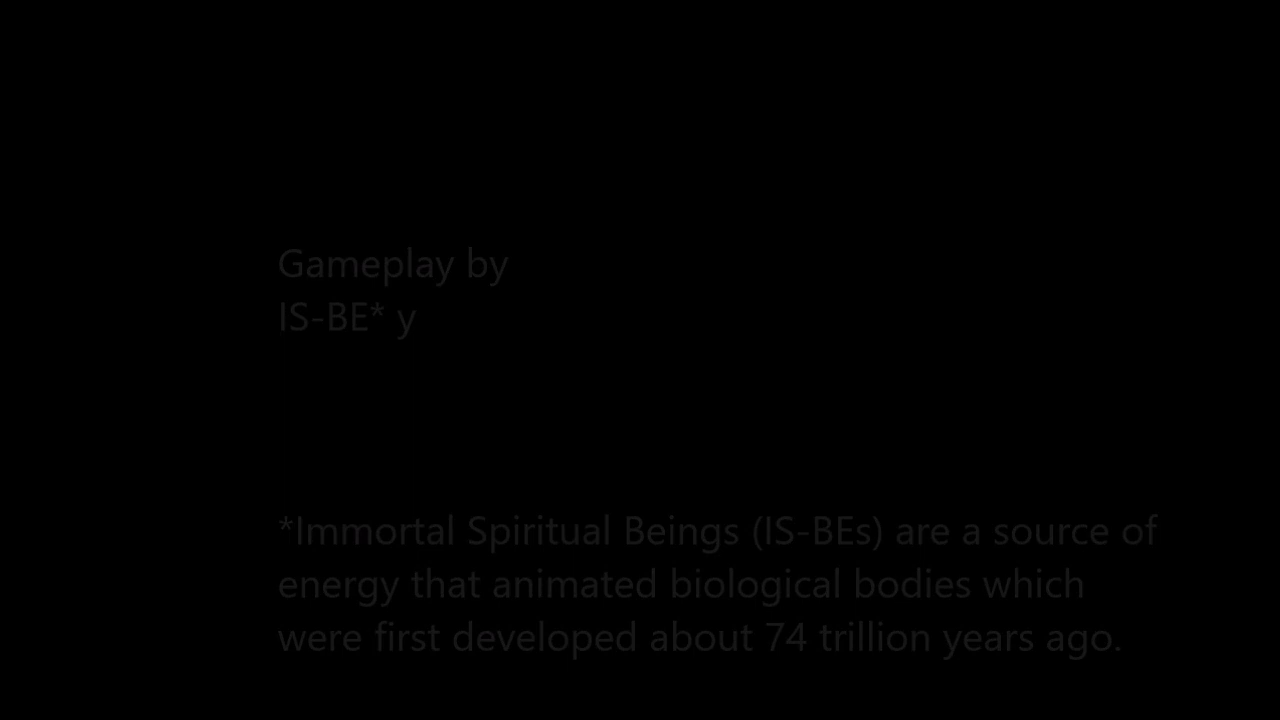 Gameplay by
IS-BE* y
*Immortal Spiritual Beings (IS-BEs) are a source of
energy that animated biological bodies which
were first developed about 74 trillion years ago.